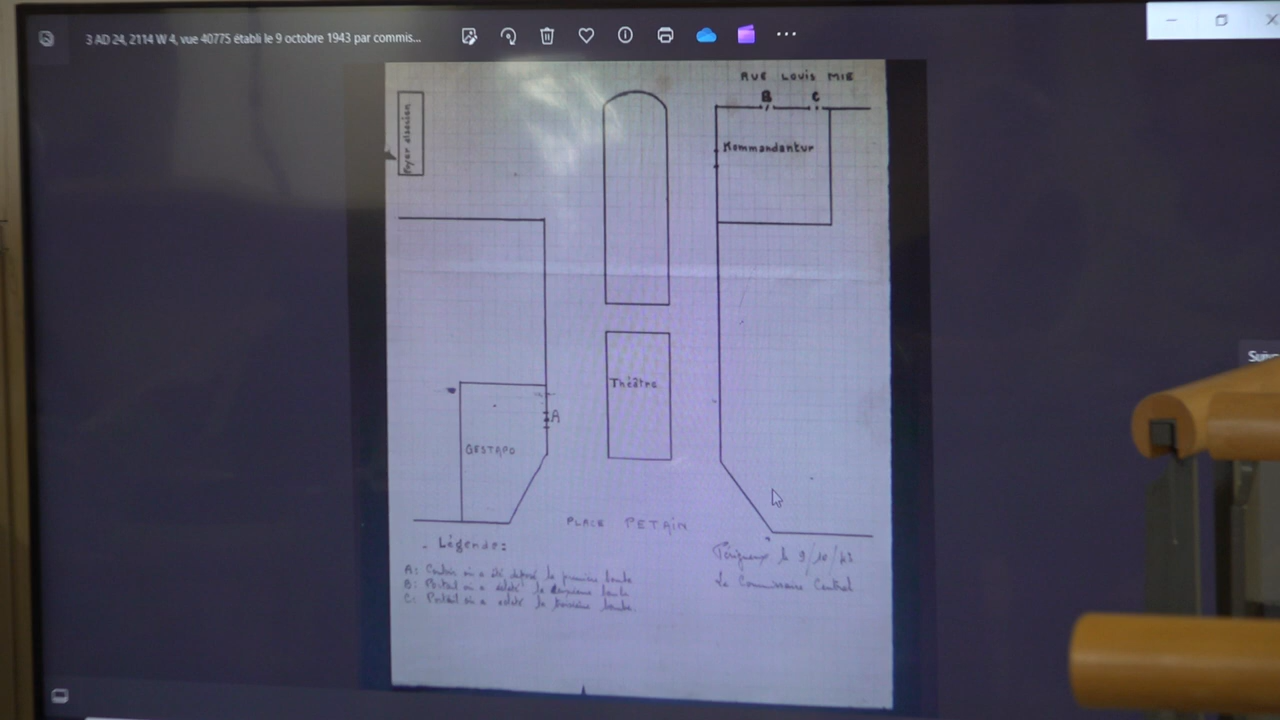 3 AD 24, 2114 W 4, vue 40775 établi le 9 octobre 1943 par commis...
RUE LOUIS MIE
B C
Foyer alsacien
Kommandantur
Théâtre
A
GESTAPO
PLACE PETAIN
Légende:
A: où a été déposé la première bombe
B: Portail où a éclaté la deuxième bombe
C: Portail où a éclaté la troisième bombe.
Périgueux le 9/10/43
Le Commissaire Central